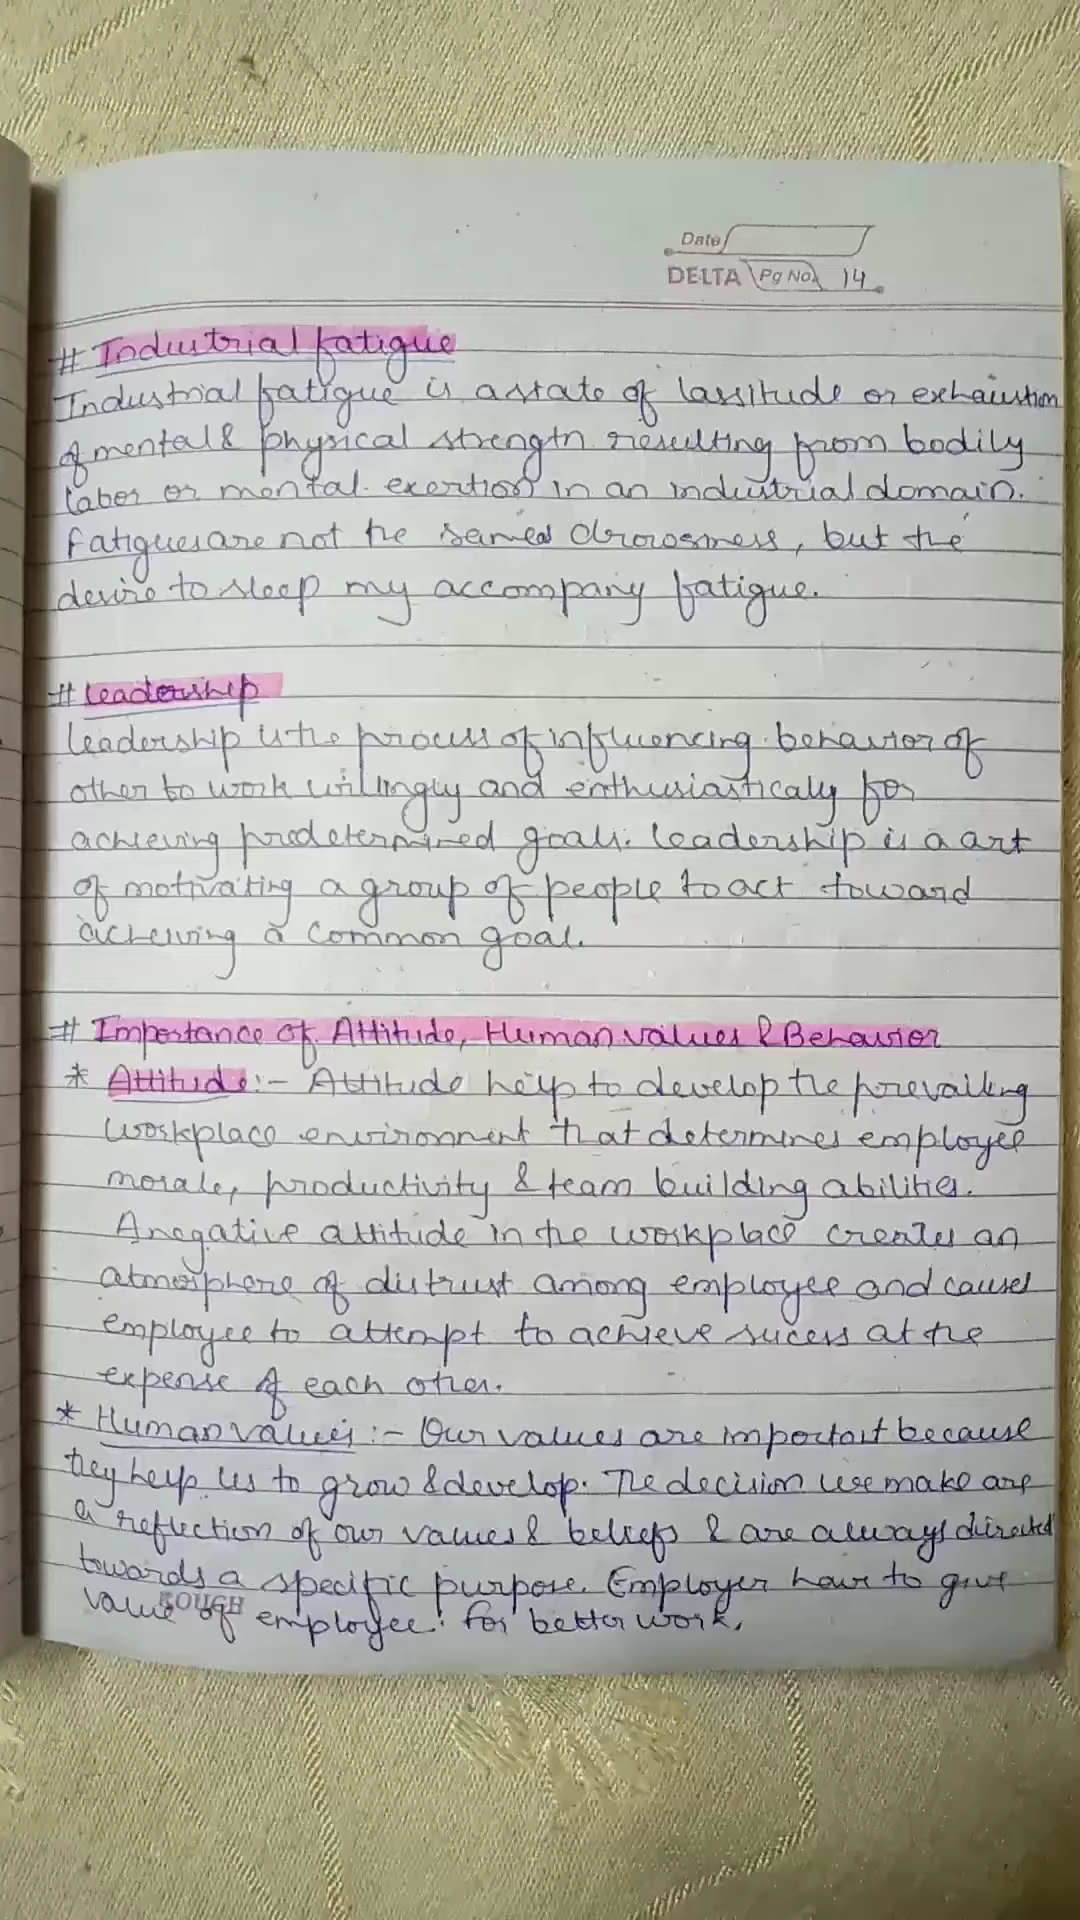 Date
DELTA Pg No. 14
# Industrial fatigue
Industrial fatigue is a state of lassitude or exhaustion
of mental & physical strength resulting from bodily
labor or mental exertion in an industrial domain.
fatigues are not the samed drowsiness, but the
desire to sleep my accompany fatigue.
# Leadership
Leadership is the process of influencing behavior of
other to work willingly and enthusiastically for
achieving predetermined goals. Leadership is a art
of motivating a group of people to act toward
acheiving a common goal.
# Importance of Attitude, Human values & Behavior
* Attitude :- Attitude help to develop the prevailing
workplace environment that determines employee
morale, productivity & team building abilities.
A negative attitude in the workplace creates an
atmosphere of distrust among employee and causes
employee to attempt to achieve sucess at the
expense of each other.
* Human values :- Our values are important because
they help us to grow & develop. The decision we make are
a reflection of our values & beliefs & are always directed
towards a specific purpose. Employer have to give
value of employee. for better work.
ROUGH